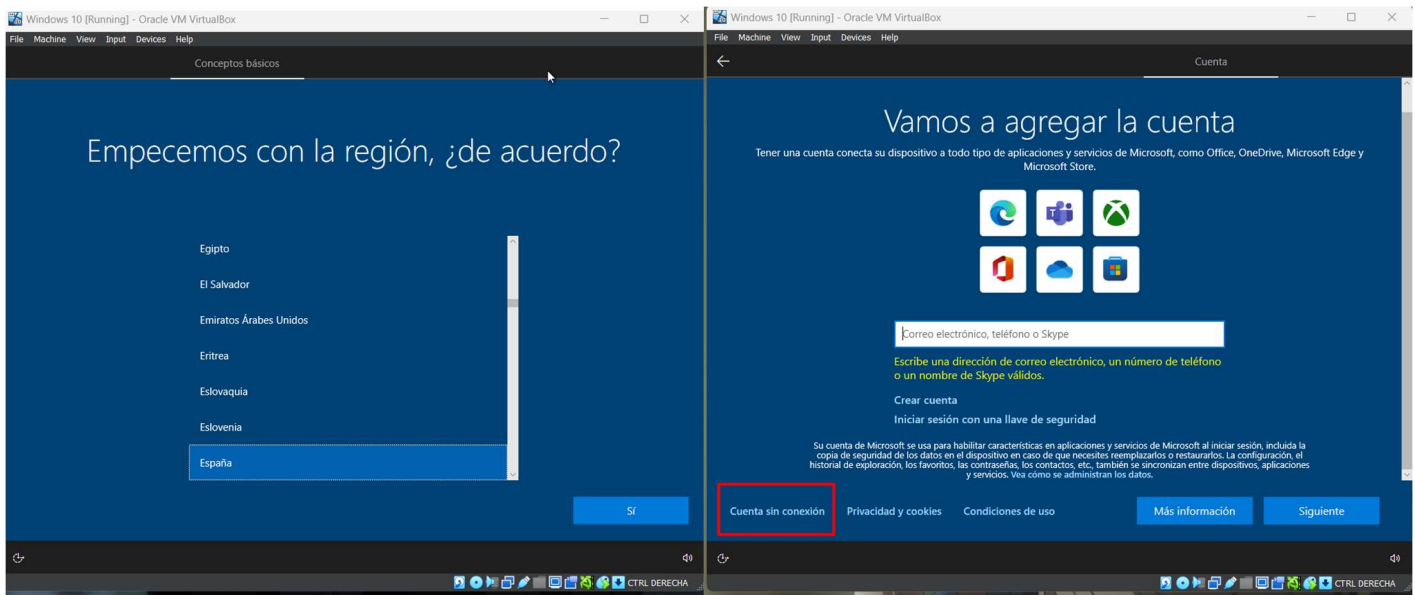 Windows 10 [Running] - Oracle VM VirtualBox
File Machine View Input Devices Help
Conceptos básicos
Empecemos con la región, ¿de acuerdo?
Egipto
El Salvador
Emiratos Árabes Unidos
Eritrea
Eslovaquia
Eslovenia
España
Sí
CTRL DERECHA
Windows 10 [Running] - Oracle VM VirtualBox
File Machine View Input Devices Help
Cuenta
Vamos a agregar la cuenta
Tener una cuenta conecta su dispositivo a todo tipo de aplicaciones y servicios de Microsoft, como Office, OneDrive, Microsoft Edge y
Microsoft Store.
Correo electrónico, teléfono o Skype
Escribe una dirección de correo electrónico, un número de teléfono
o un nombre de Skype válidos.
Crear cuenta
Iniciar sesión con una llave de seguridad
Su cuenta de Microsoft se usa para habilitar características en aplicaciones y servicios de Microsoft al iniciar sesión, incluida la
copia de seguridad de los datos en el dispositivo en caso de que necesites reemplazarlos o restaurarlos. La configuración, el
historial de exploración, los favoritos, las contraseñas, los contactos, etc., también se sincronizan entre dispositivos, aplicaciones
y servicios. Vea cómo se administran los datos.
Cuenta sin conexión
Privacidad y cookies
Condiciones de uso
Más información
Siguiente
CTRL DERECHA